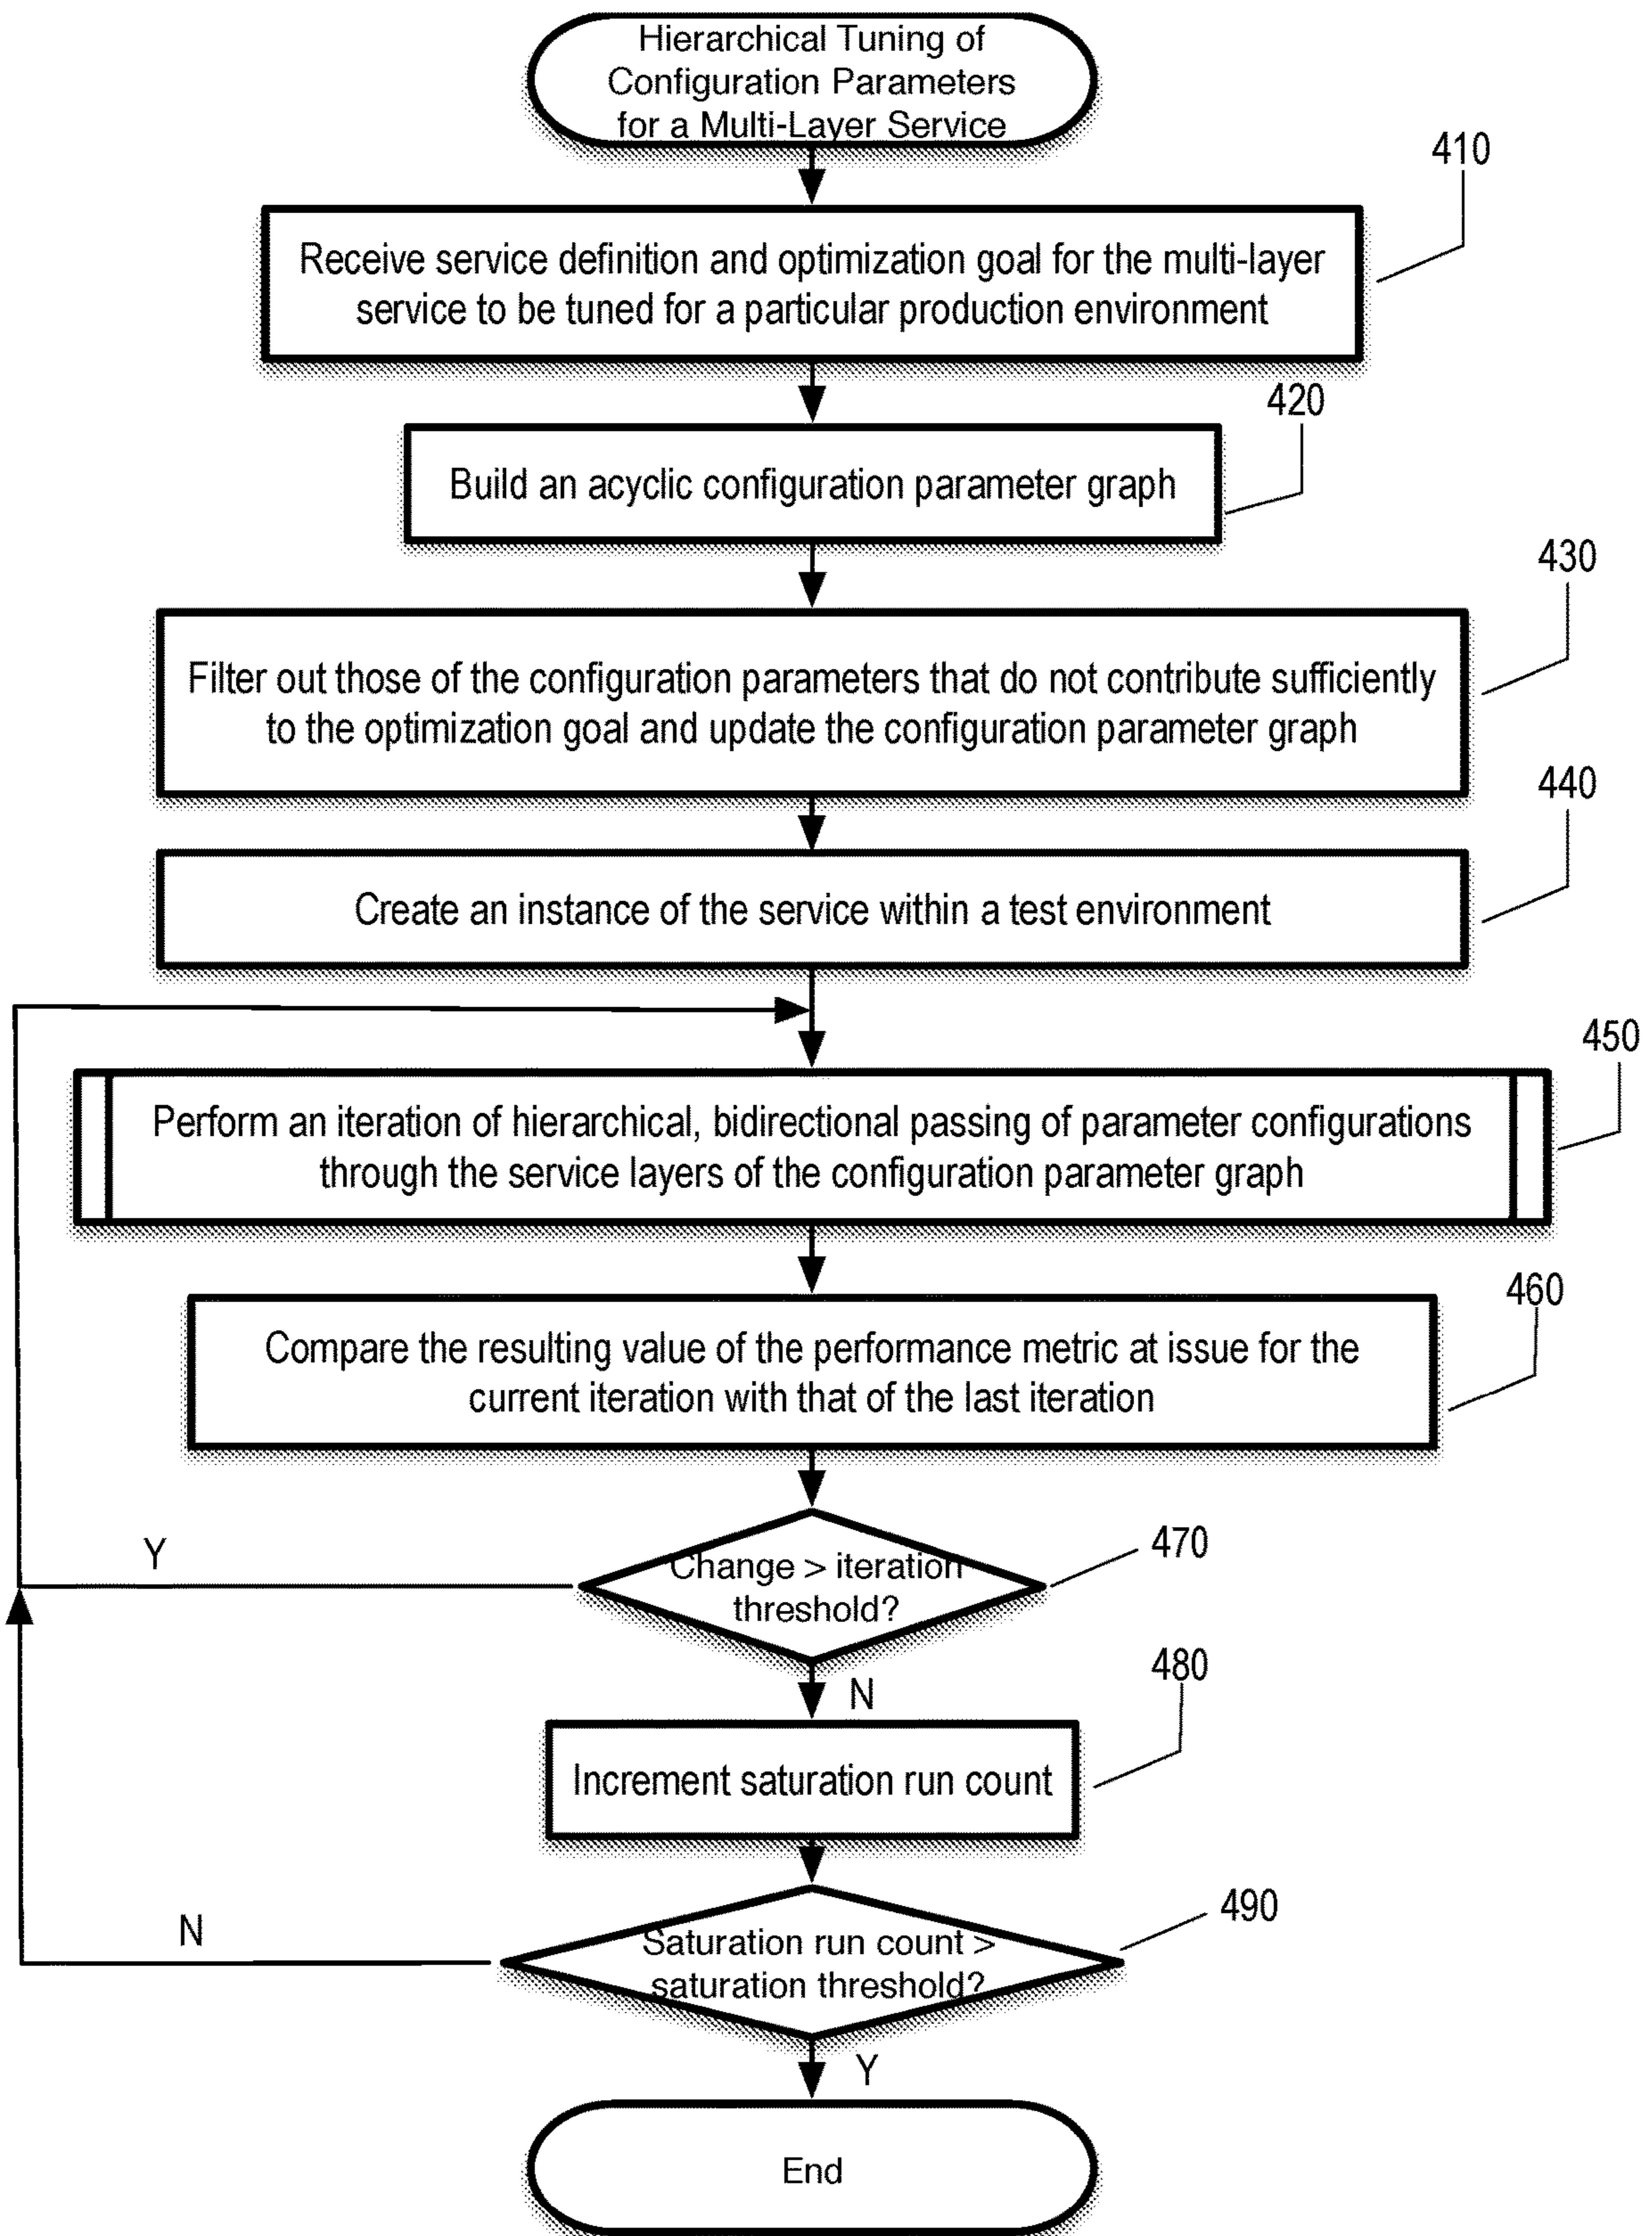 Hierarchical Tuning of
Configuration Parameters
for a Multi-Layer Service
410
Receive service definition and optimization goal for the multi-layer
service to be tuned for a particular production environment
420
Build an acyclic configuration parameter graph
430
Filter out those of the configuration parameters that do not contribute sufficiently
to the optimization goal and update the configuration parameter graph
440
Create an instance of the service within a test environment
450
Perform an iteration of hierarchical, bidirectional passing of parameter configurations
through the service layers of the configuration parameter graph
460
Compare the resulting value of the performance metric at issue for the
current iteration with that of the last iteration
470
Y
Change > iteration
threshold?
N
480
Increment saturation run count
490
N
Saturation run count >
saturation threshold?
Y
End